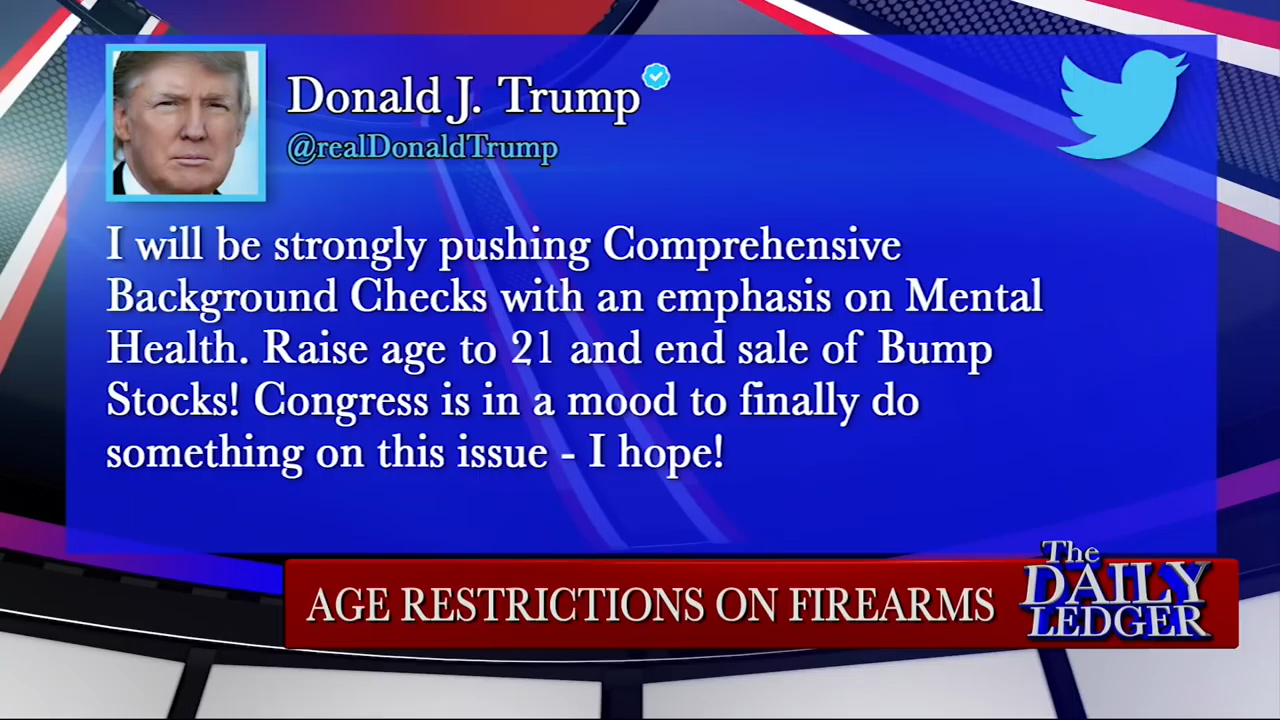 Donald J. Trump
@realDonaldTrump
I will be strongly pushing Comprehensive
Background Checks with an emphasis on Mental
Health. Raise age to 21 and end sale of Bump
Stocks! Congress is in a mood to finally do
something on this issue - I hope!
AGE RESTRICTIONS ON FIREARMS
The
DAILY
LEDGER